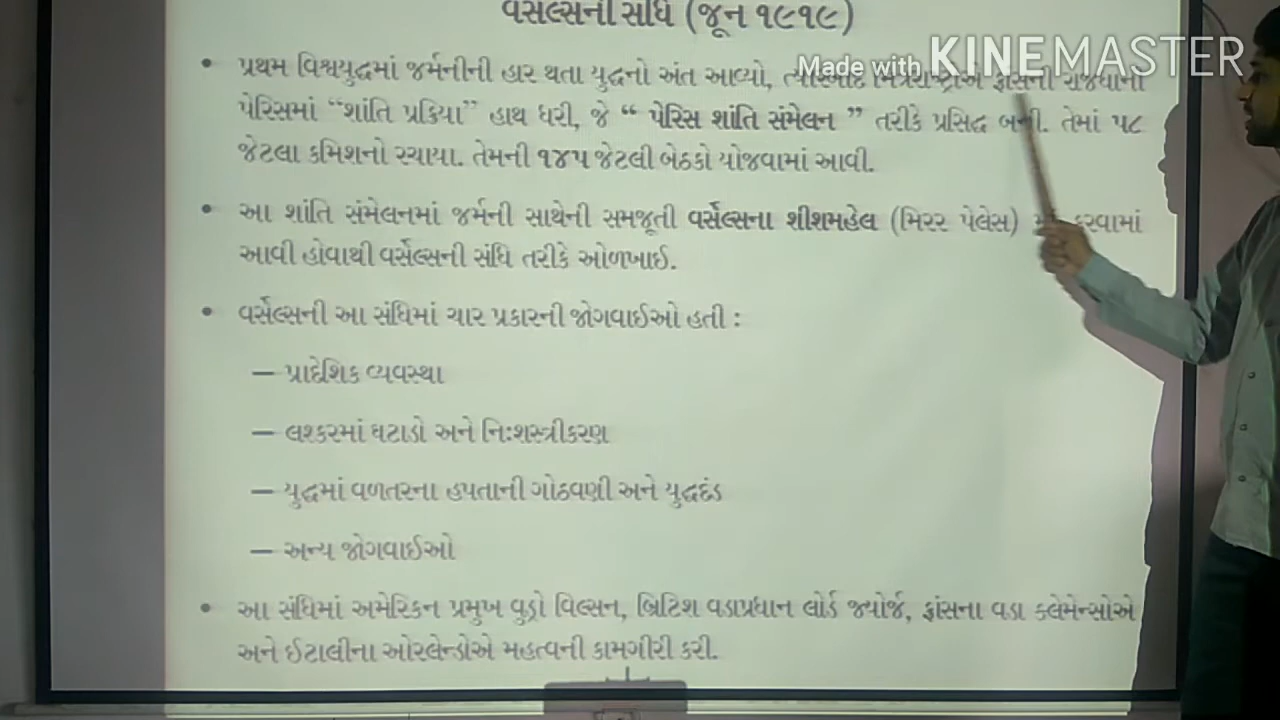 વર્સેલ્સની સંધિ (જૂન ૧૯૧૯)
Made with KINEMASTER
પ્રથમ વિશ્વયુદ્ધમાં જર્મનીની હાર થતા યુદ્ધનો અંત આવ્યો, ત્યારબાદ મિત્રરાષ્ટ્રોએ ફ્રાંસની રાજધાની
પેરિસમાં “શાંતિ પ્રક્રિયા” હાથ ધરી, જે “ પેરિસ શાંતિ સંમેલન ” તરીકે પ્રસિદ્ધ બની. તેમાં ૫૮
જેટલા કમિશનો રચાયા. તેમની ૧૪૫ જેટલી બેઠકો યોજવામાં આવી.
આ શાંતિ સંમેલનમાં જર્મની સાથેની સમજૂતી વર્સેલ્સના શીશમહેલ (મિરર પેલેસ) કરવામાં
આવી હોવાથી વર્સેલ્સની સંધિ તરીકે ઓળખાઈ.
વર્સેલ્સની આ સંધિમાં ચાર પ્રકારની જોગવાઈઓ હતી :
– પ્રાદેશિક વ્યવસ્થા
– લશ્કરમાં ઘટાડો અને નિઃશસ્ત્રીકરણ
– યુદ્ધમાં વળતરના હપતાની ગોઠવણી અને યુદ્ધદંડ
– અન્ય જોગવાઈઓ
આ સંધિમાં અમેરિકન પ્રમુખ વુડ્રો વિલ્સન, બ્રિટિશ વડાપ્રધાન લોર્ડ જ્યોર્જ, ફ્રાંસના વડા ક્લેમેન્સોએ
અને ઈટાલીના ઓરલેન્ડોએ મહત્વની કામગીરી કરી.